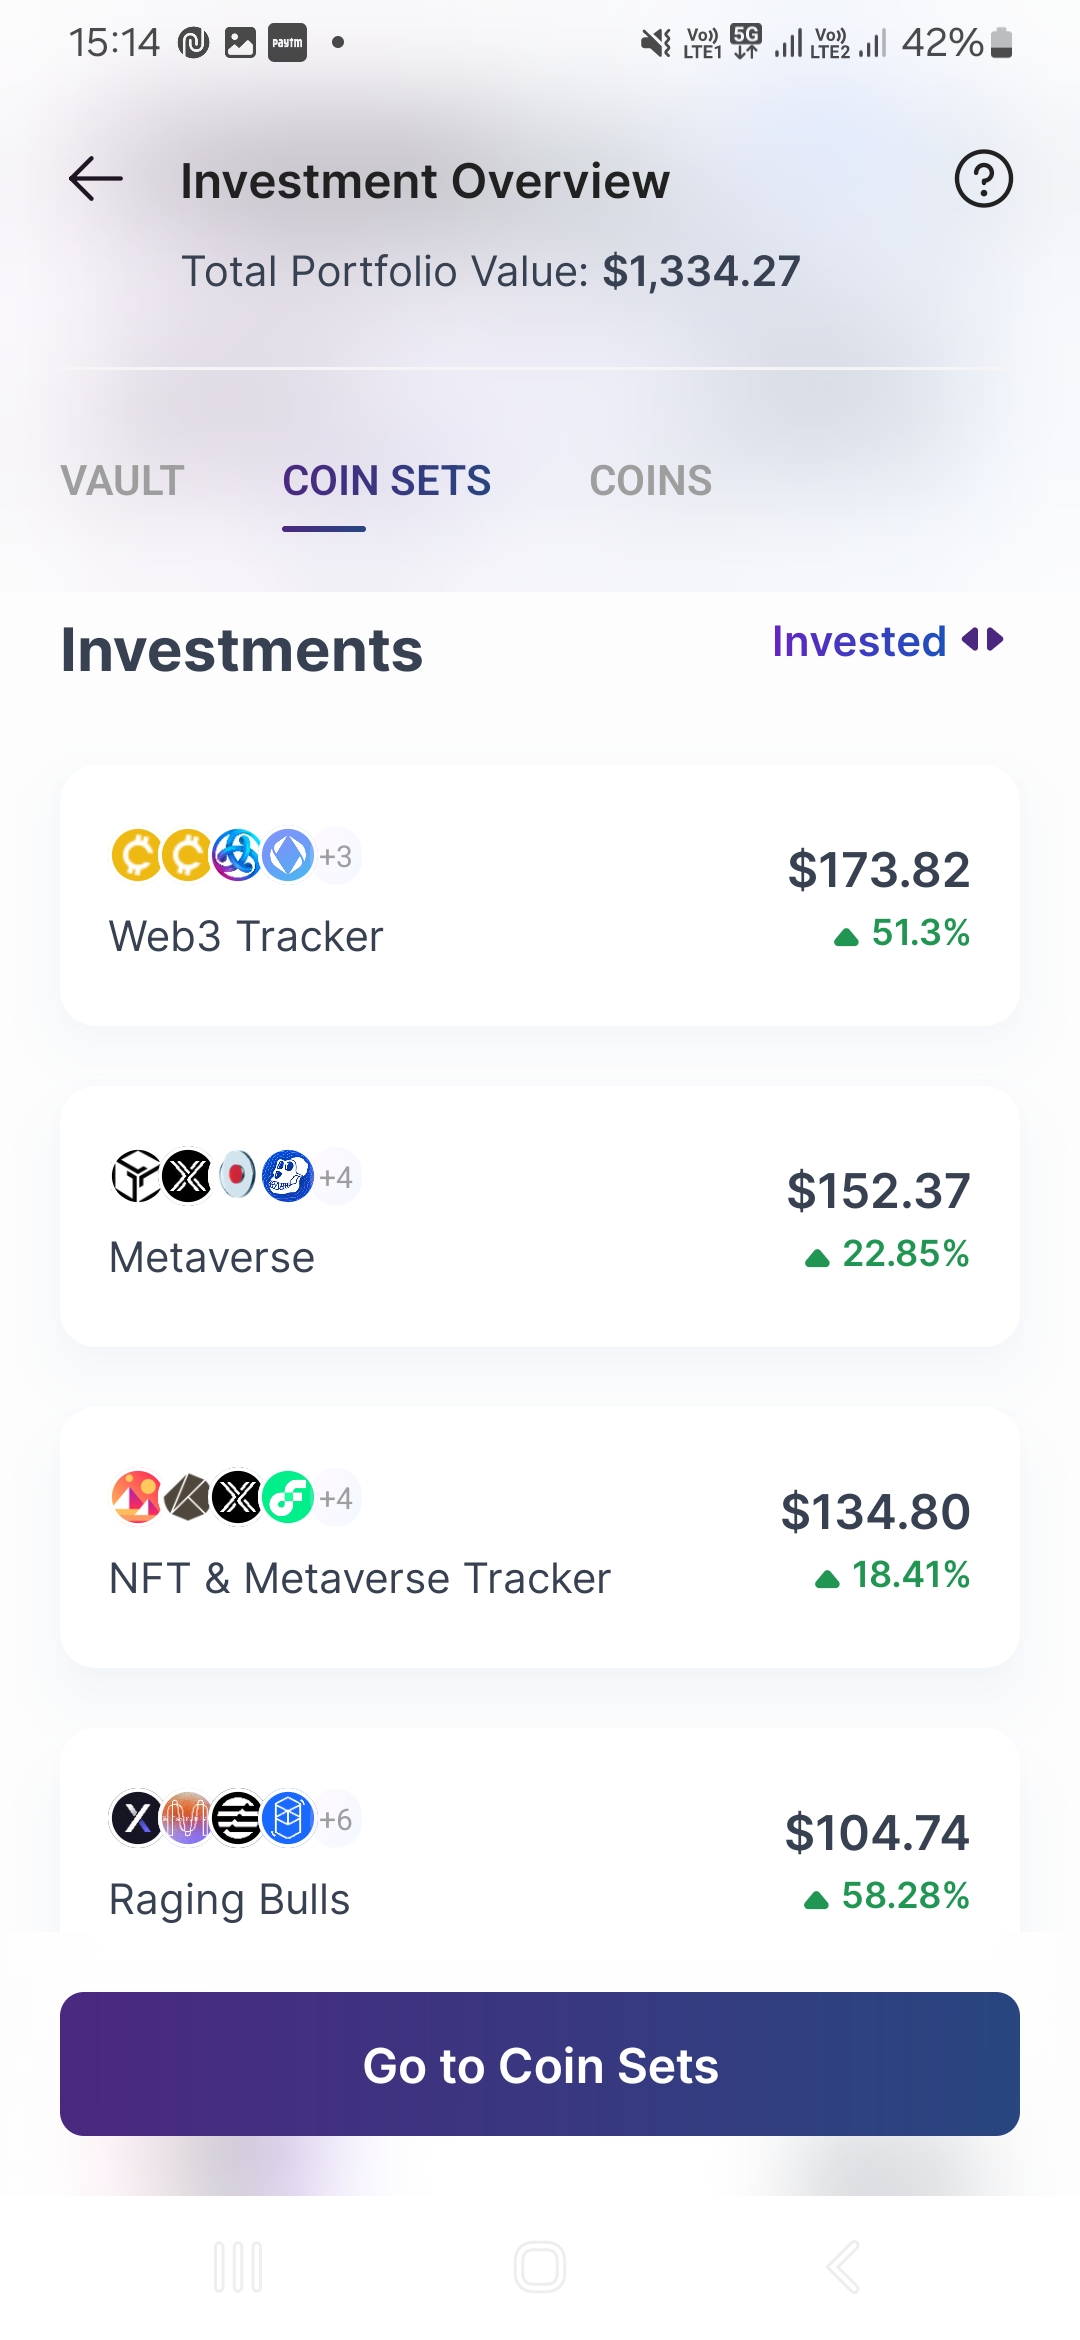 15:14 paytm Vo)) LTE1 5G Vo)) LTE2 42%
Investment Overview
Total Portfolio Value: $1,334.27
VAULT COIN SETS COINS
Investments Invested
+3
$173.82
Web3 Tracker
51.3%
+4
$152.37
Metaverse
22.85%
+4
$134.80
NFT & Metaverse Tracker
18.41%
+6
$104.74
Raging Bulls
58.28%
Go to Coin Sets